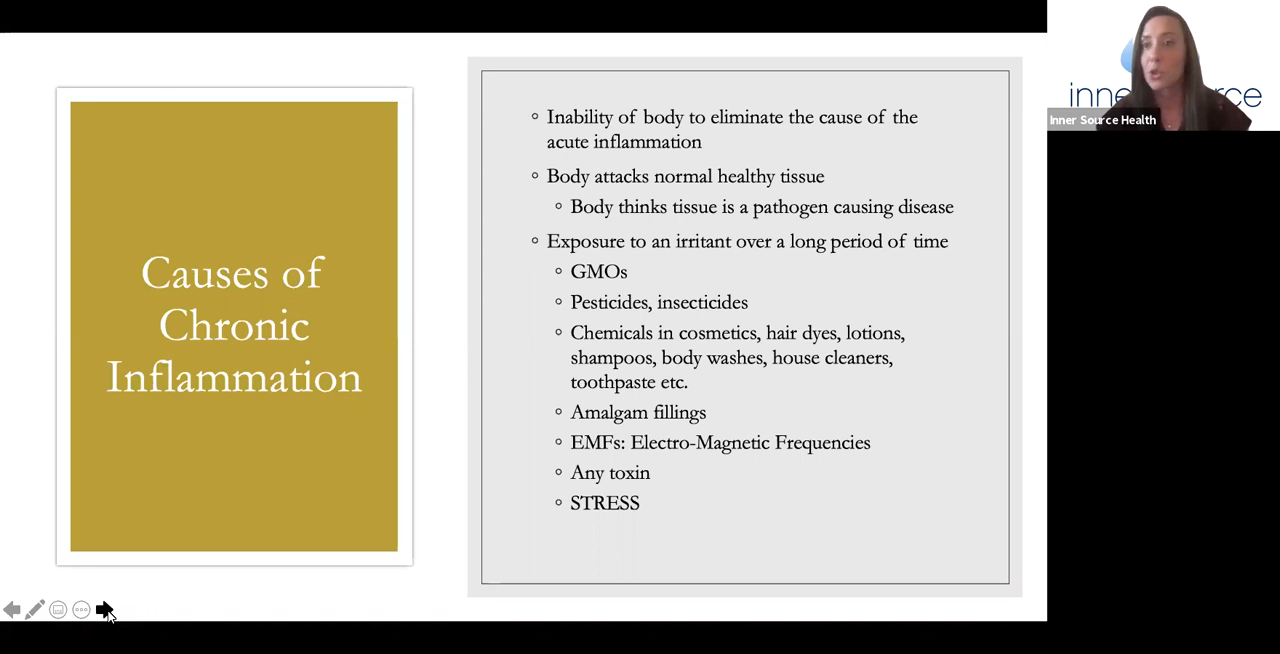 Causes of
Chronic
Inflammation
◦ Inability of body to eliminate the cause of the
acute inflammation
◦ Body attacks normal healthy tissue
◦ Body thinks tissue is a pathogen causing disease
◦ Exposure to an irritant over a long period of time
◦ GMOs
◦ Pesticides, insecticides
◦ Chemicals in cosmetics, hair dyes, lotions,
shampoos, body washes, house cleaners,
toothpaste etc.
◦ Amalgam fillings
◦ EMFs: Electro-Magnetic Frequencies
◦ Any toxin
◦ STRESS
Inner Source Health